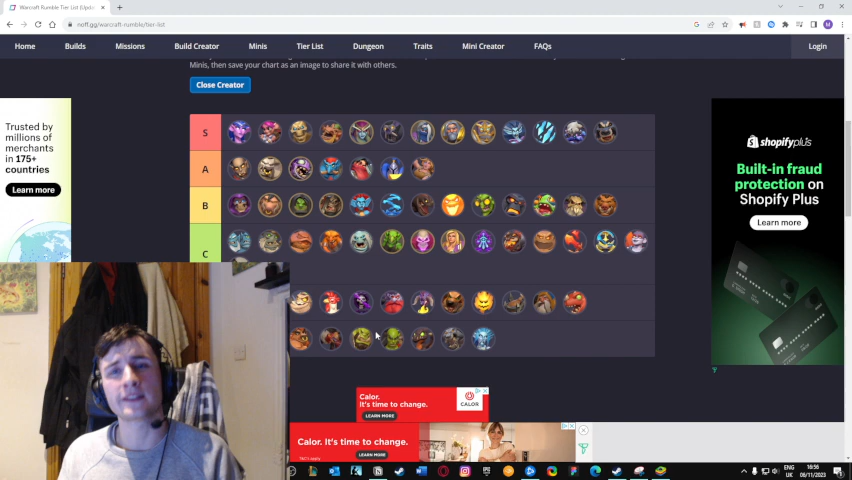 Warcraft Rumble Tier List [Upda
noff.gg/warcraft-rumble/tier-list
Home
Builds
Missions
Build Creator
Minis
Tier List
Dungeon
Traits
Mini Creator
FAQs
Login
Minis, then save your chart as an image to share it with others.
Close Creator
Trusted by
millions of
merchants
in 175+
countries
Learn more
S
A
B
C
shopifyplus
Built-in fraud
protection on
Shopify Plus
Learn more
Calor.
It's time to change.
LEARN MORE
CALOR
Calor. It's time to change.
LEARN MORE
ENG
UK
16:56
08/11/2023